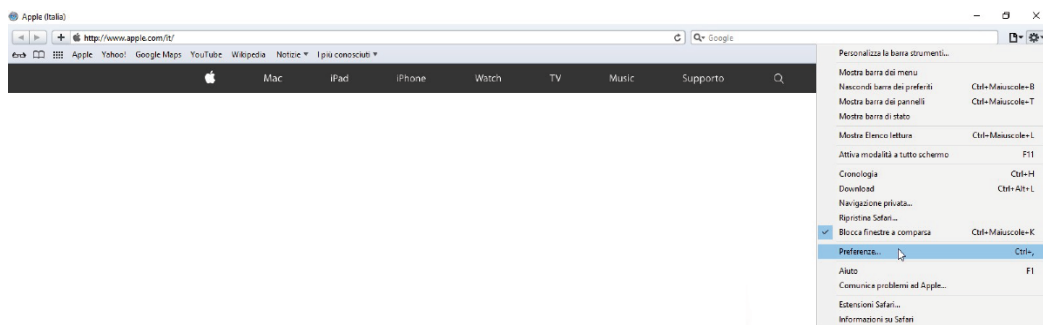 Apple (Italia)
http://www.apple.com/it/
Google
Apple Yahoo! Google Maps YouTube Wikipedia Notizie I più conosciuti
Mac iPad iPhone Watch TV Music Supporto
Personalizza la barra strumenti...
Mostra barra dei menu
Nascondi barra dei preferiti Ctrl+Maiuscole+B
Mostra barra dei pannelli Ctrl+Maiuscole+T
Mostra barra di stato
Mostra Elenco lettura Ctrl+Maiuscole+L
Attiva modalità a tutto schermo F11
Cronologia Ctrl+H
Download Ctrl+Alt+L
Navigazione privata...
Ripristina Safari...
Blocca finestre a comparsa Ctrl+Maiuscole+K
Preferenze... Ctrl+,
Aiuto F1
Comunica problemi ad Apple...
Estensioni Safari...
Informazioni su Safari